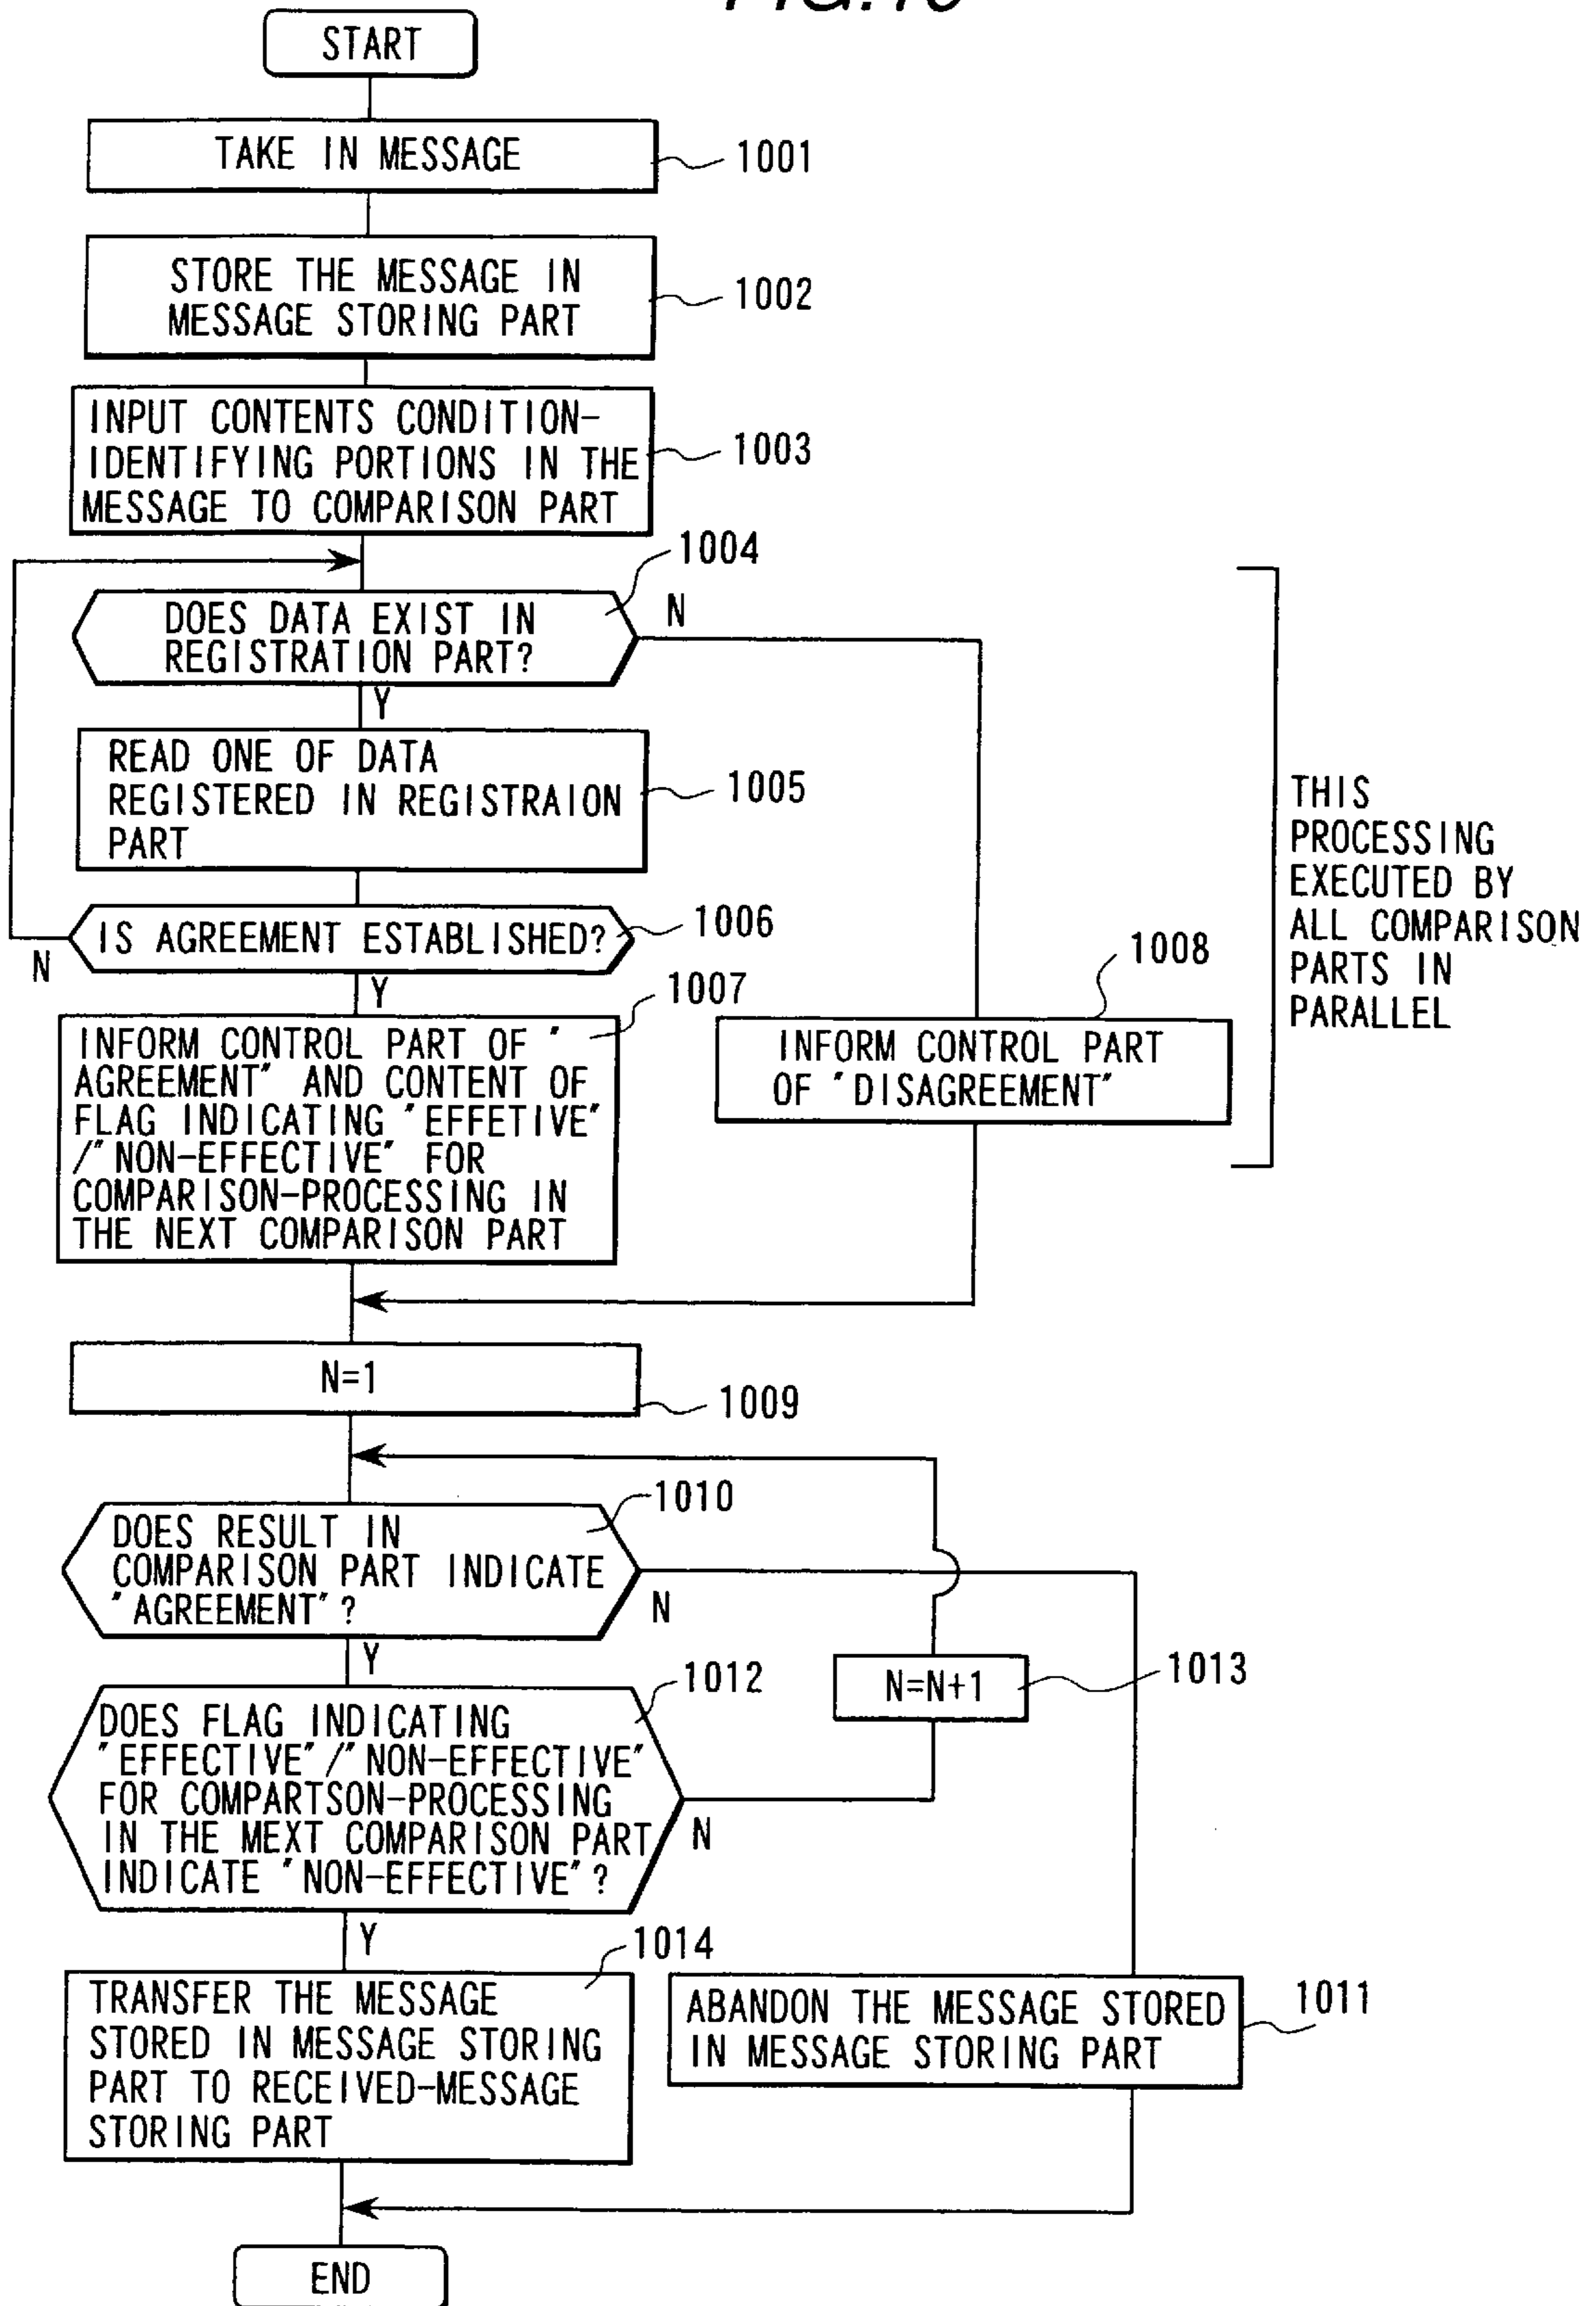 START
TAKE IN MESSAGE
1001
STORE THE MESSAGE IN
MESSAGE STORING PART
1002
INPUT CONTENTS CONDITION-
IDENTIFYING PORTIONS IN THE
MESSAGE TO COMPARISON PART
1003
1004
DOES DATA EXIST IN
REGISTRATION PART?
N
Y
READ ONE OF DATA
REGISTERED IN REGISTRAION
PART
1005
IS AGREEMENT ESTABLISHED?
1006
N
Y
1007
INFORM CONTROL PART OF "
AGREEMENT" AND CONTENT OF
FLAG INDICATING "EFFETIVE"
/"NON-EFFECTIVE" FOR
COMPARISON-PROCESSING IN
THE NEXT COMPARISON PART
1008
INFORM CONTROL PART
OF "DISAGREEMENT"
THIS
PROCESSING
EXECUTED BY
ALL COMPARISON
PARTS IN
PARALLEL
N=1
1009
1010
DOES RESULT IN
COMPARISON PART INDICATE
"AGREEMENT"?
N
Y
1012
DOES FLAG INDICATING
"EFFECTIVE"/"NON-EFFECTIVE"
FOR COMPARTSON-PROCESSING
IN THE MEXT COMPARISON PART
INDICATE "NON-EFFECTIVE"?
N
N=N+1
1013
Y
1014
TRANSFER THE MESSAGE
STORED IN MESSAGE STORING
PART TO RECEIVED-MESSAGE
STORING PART
ABANDON THE MESSAGE STORED
IN MESSAGE STORING PART
1011
END